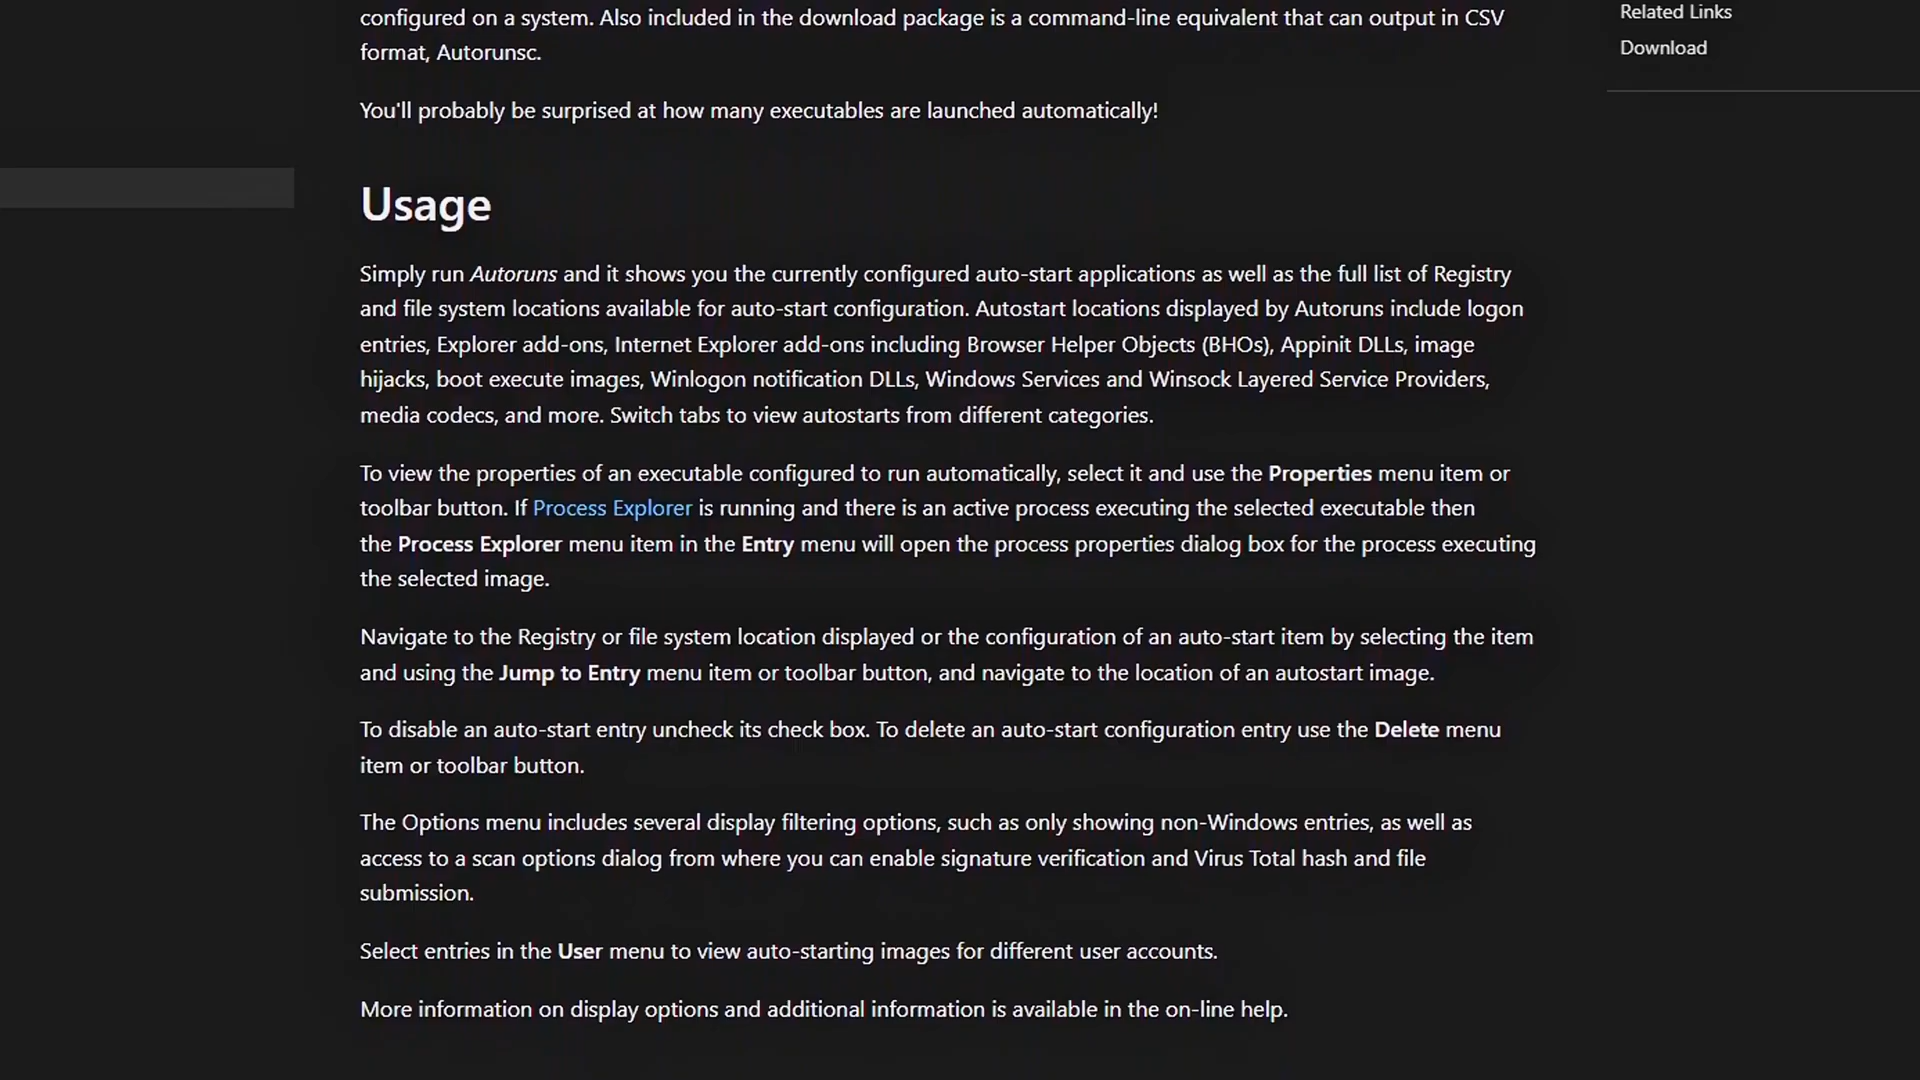 configured on a system. Also included in the download package is a command-line equivalent that can output in CSV
format, Autorunsc.
You'll probably be surprised at how many executables are launched automatically!
Related Links
Download
Usage
Simply run Autoruns and it shows you the currently configured auto-start applications as well as the full list of Registry
and file system locations available for auto-start configuration. Autostart locations displayed by Autoruns include logon
entries, Explorer add-ons, Internet Explorer add-ons including Browser Helper Objects (BHOs), Appinit DLLs, image
hijacks, boot execute images, Winlogon notification DLLs, Windows Services and Winsock Layered Service Providers,
media codecs, and more. Switch tabs to view autostarts from different categories.
To view the properties of an executable configured to run automatically, select it and use the Properties menu item or
toolbar button. If Process Explorer is running and there is an active process executing the selected executable then
the Process Explorer menu item in the Entry menu will open the process properties dialog box for the process executing
the selected image.
Navigate to the Registry or file system location displayed or the configuration of an auto-start item by selecting the item
and using the Jump to Entry menu item or toolbar button, and navigate to the location of an autostart image.
To disable an auto-start entry uncheck its check box. To delete an auto-start configuration entry use the Delete menu
item or toolbar button.
The Options menu includes several display filtering options, such as only showing non-Windows entries, as well as
access to a scan options dialog from where you can enable signature verification and Virus Total hash and file
submission.
Select entries in the User menu to view auto-starting images for different user accounts.
More information on display options and additional information is available in the on-line help.